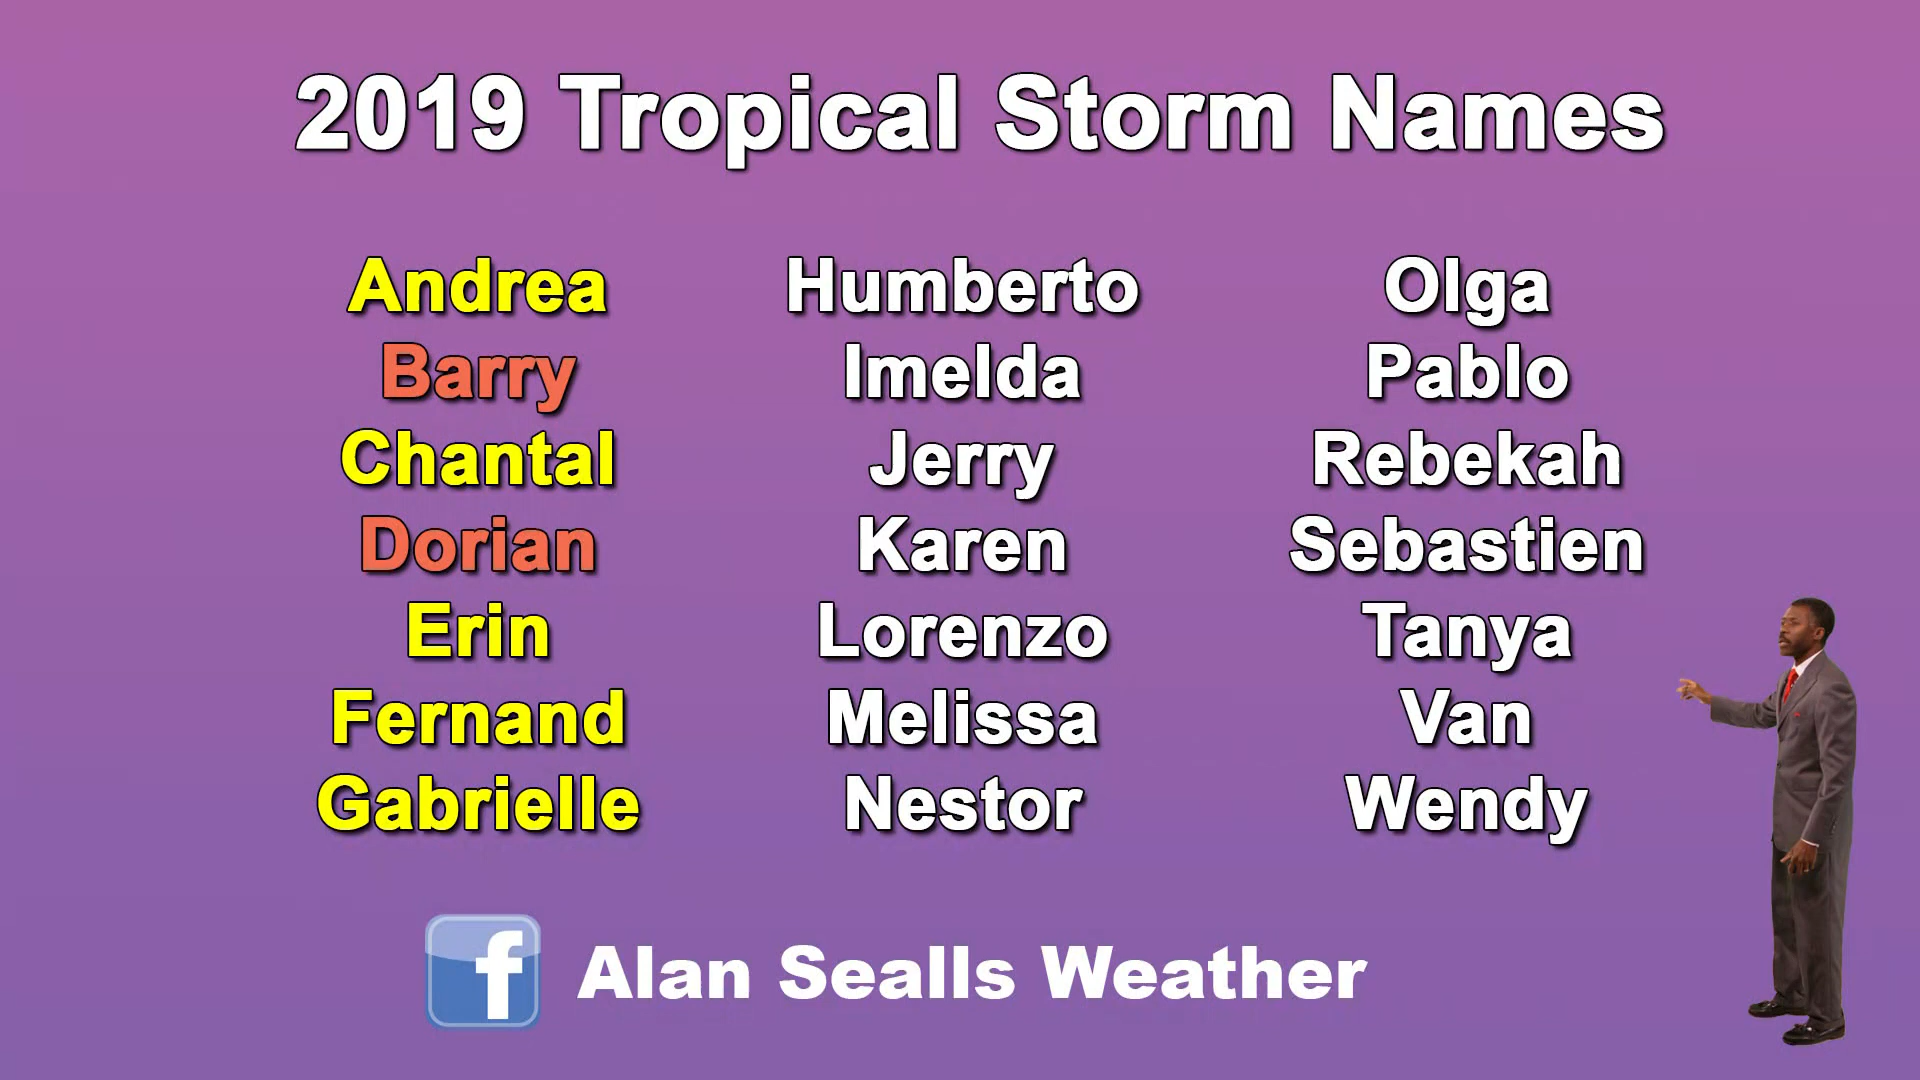 2019 Tropical Storm Names
Andrea
Barry
Chantal
Dorian
Erin
Fernand
Gabrielle
Humberto
Imelda
Jerry
Karen
Lorenzo
Melissa
Nestor
Olga
Pablo
Rebekah
Sebastien
Tanya
Van
Wendy
f Alan Sealls Weather